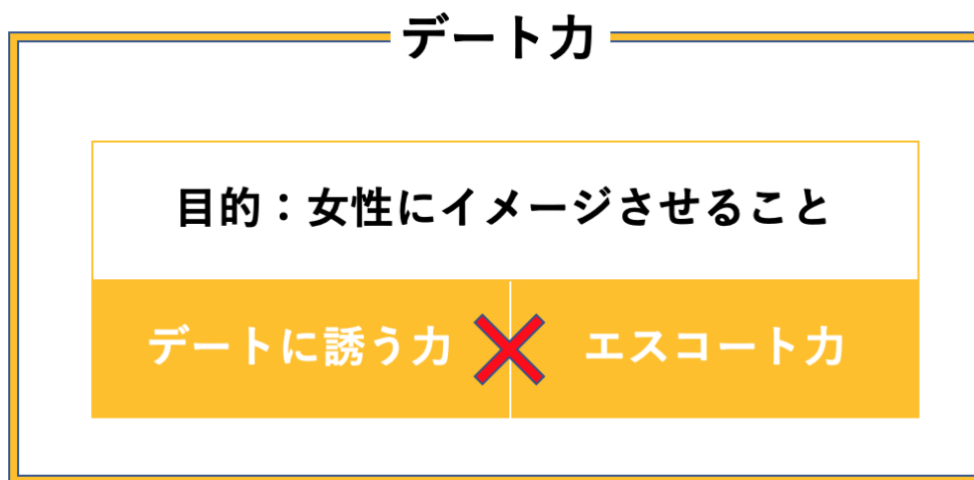 デート力
目的：女性にイメージさせること
デートに誘う力
エスコート力